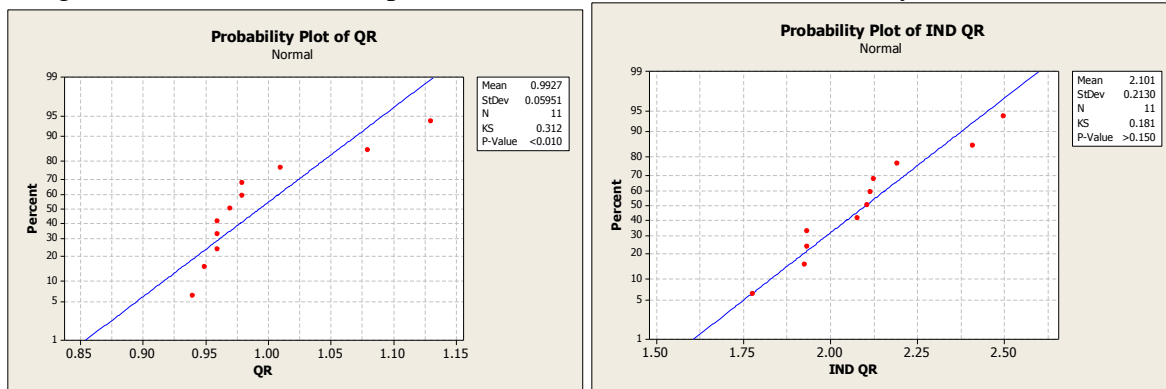 Probability Plot of QR
Normal
Mean 0.9927
StDev 0.05951
N 11
KS 0.312
P-Value <0.010
99
95
90
80
70
60
50
40
30
20
10
5
1
Percent
0.85 0.90 0.95 1.00 1.05 1.10 1.15
QR
Probability Plot of IND QR
Normal
Mean 2.101
StDev 0.2130
N 11
KS 0.181
P-Value >0.150
99
95
90
80
70
60
50
40
30
20
10
5
1
Percent
1.50 1.75 2.00 2.25 2.50
IND QR